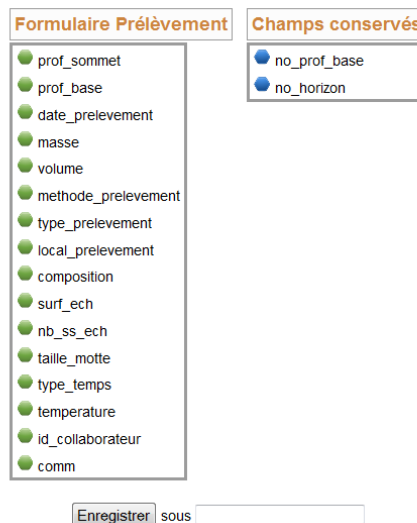 Formulaire Prélèvement
Champs conservés
prof_sommet
prof_base
date_prelevement
masse
volume
methode_prelevement
type_prelevement
local_prelevement
composition
surf_ech
nb_ss_ech
taille_motte
type_temps
temperature
id_collaborateur
comm
no_prof_base
no_horizon
Enregistrer sous